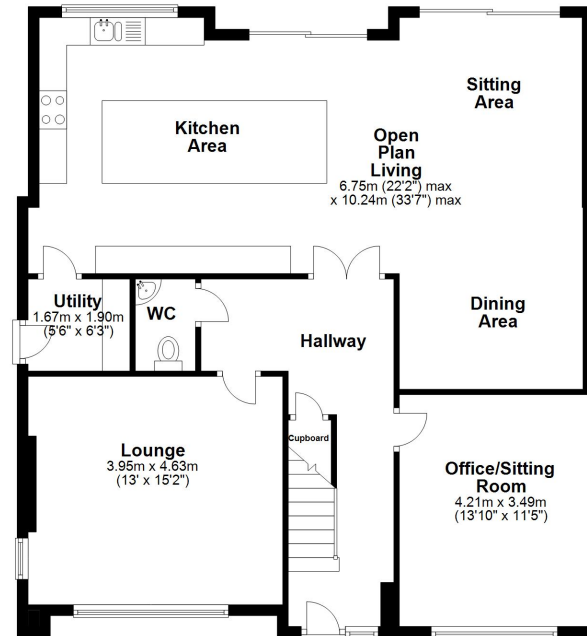 Sitting
Area
Kitchen
Area
Open
Plan
Living
6.75m (22'2") max
x 10.24m (33'7") max
Utility
1.67m x 1.90m
(5'6" x 6'3")
WC
Hallway
Dining
Area
Cupboard
Lounge
3.95m x 4.63m
(13' x 15'2")
Office/Sitting
Room
4.21m x 3.49m
(13'10" x 11'5")